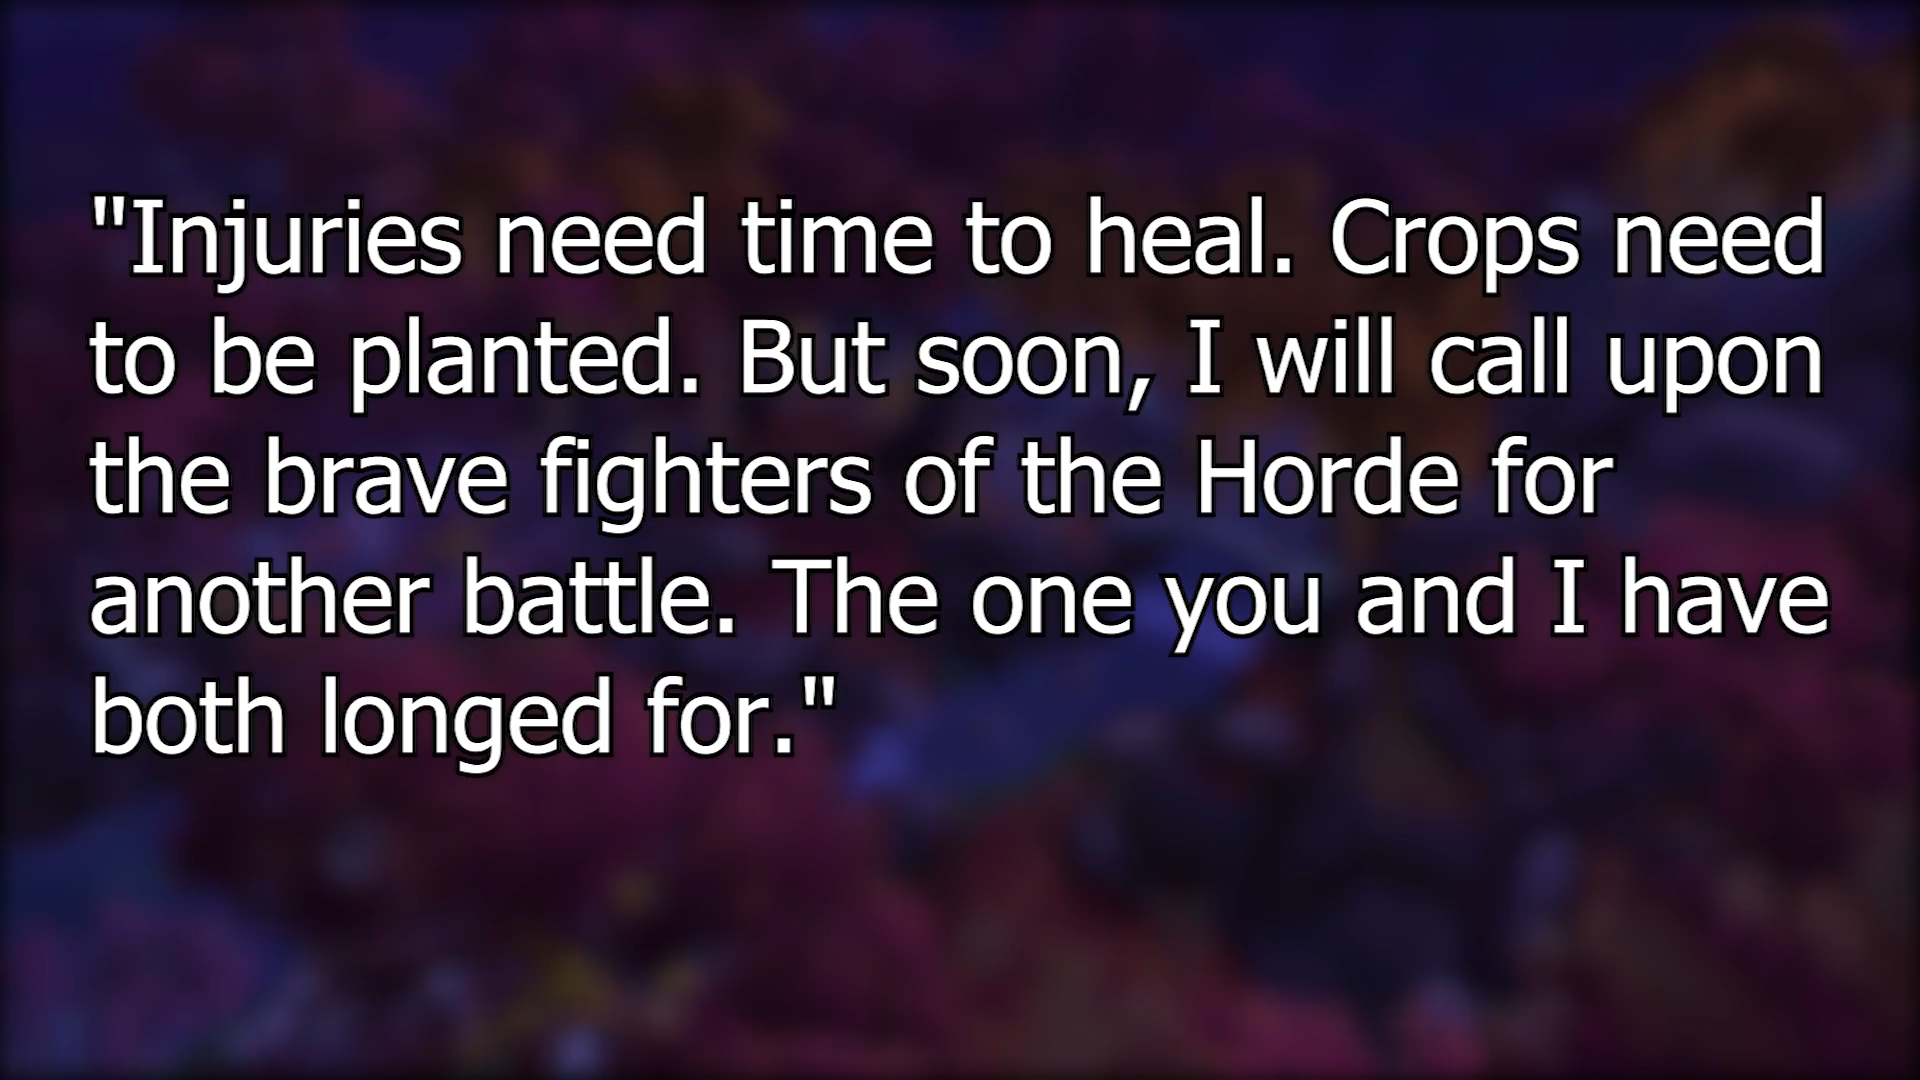 "Injuries need time to heal. Crops need
to be planted. But soon, I will call upon
the brave fighters of the Horde for
another battle. The one you and I have
both longed for."